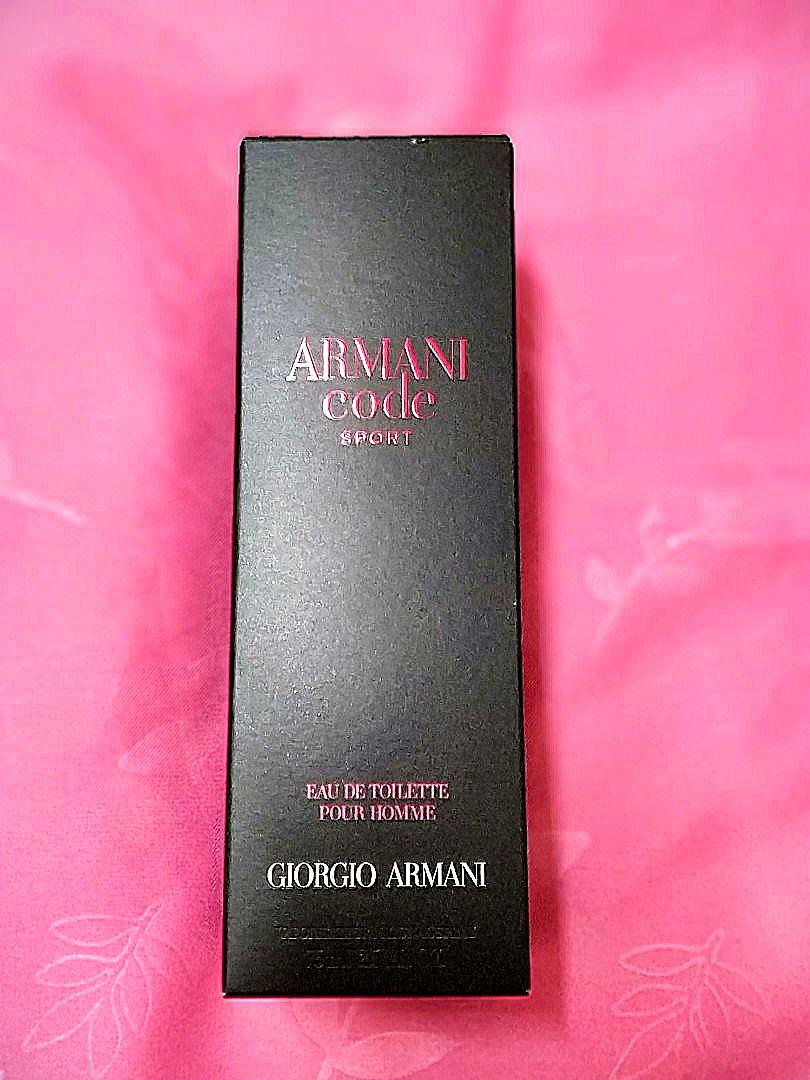 ARMANI
code
SPORT
EAU DE TOILETTE
POUR HOMME
GIORGIO ARMANI